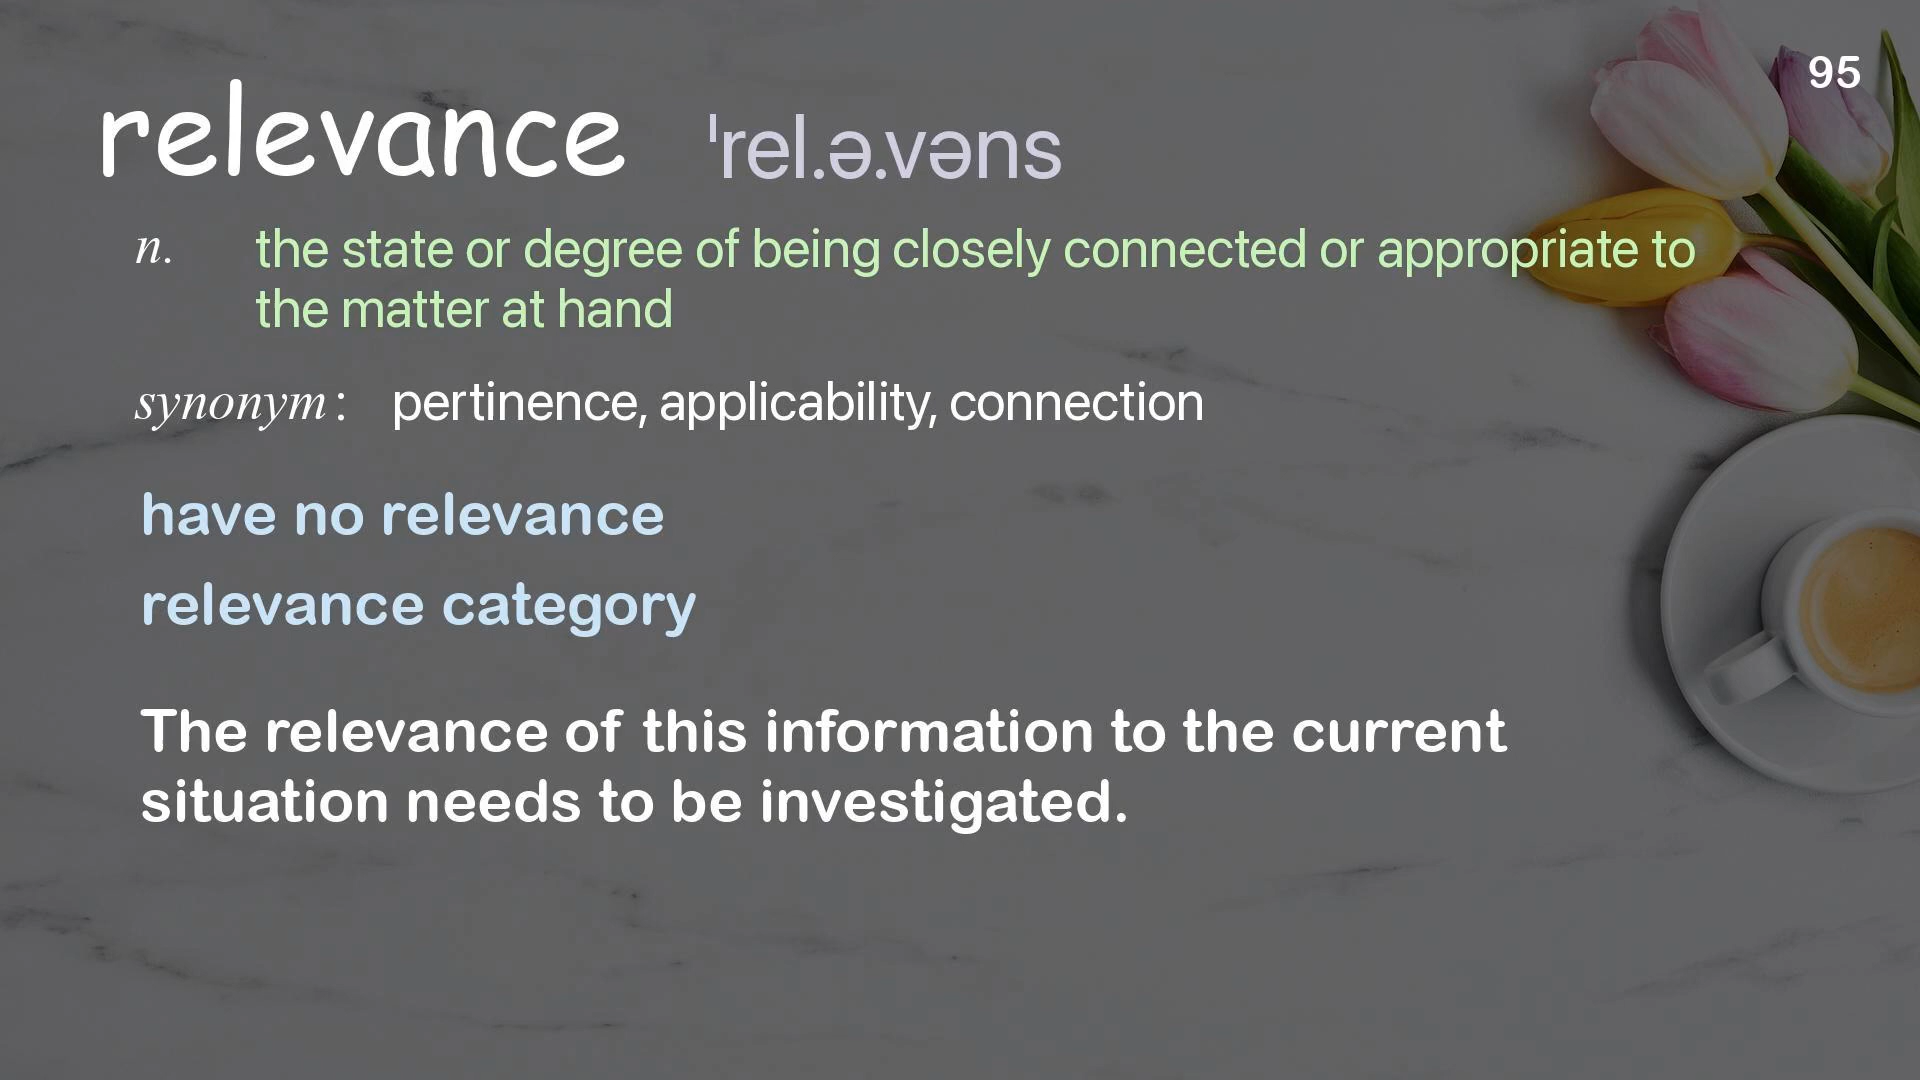 95
relevance ˈrel.ə.vəns
n. the state or degree of being closely connected or appropriate to
the matter at hand
synonym : pertinence, applicability, connection
have no relevance
relevance category
The relevance of this information to the current
situation needs to be investigated.